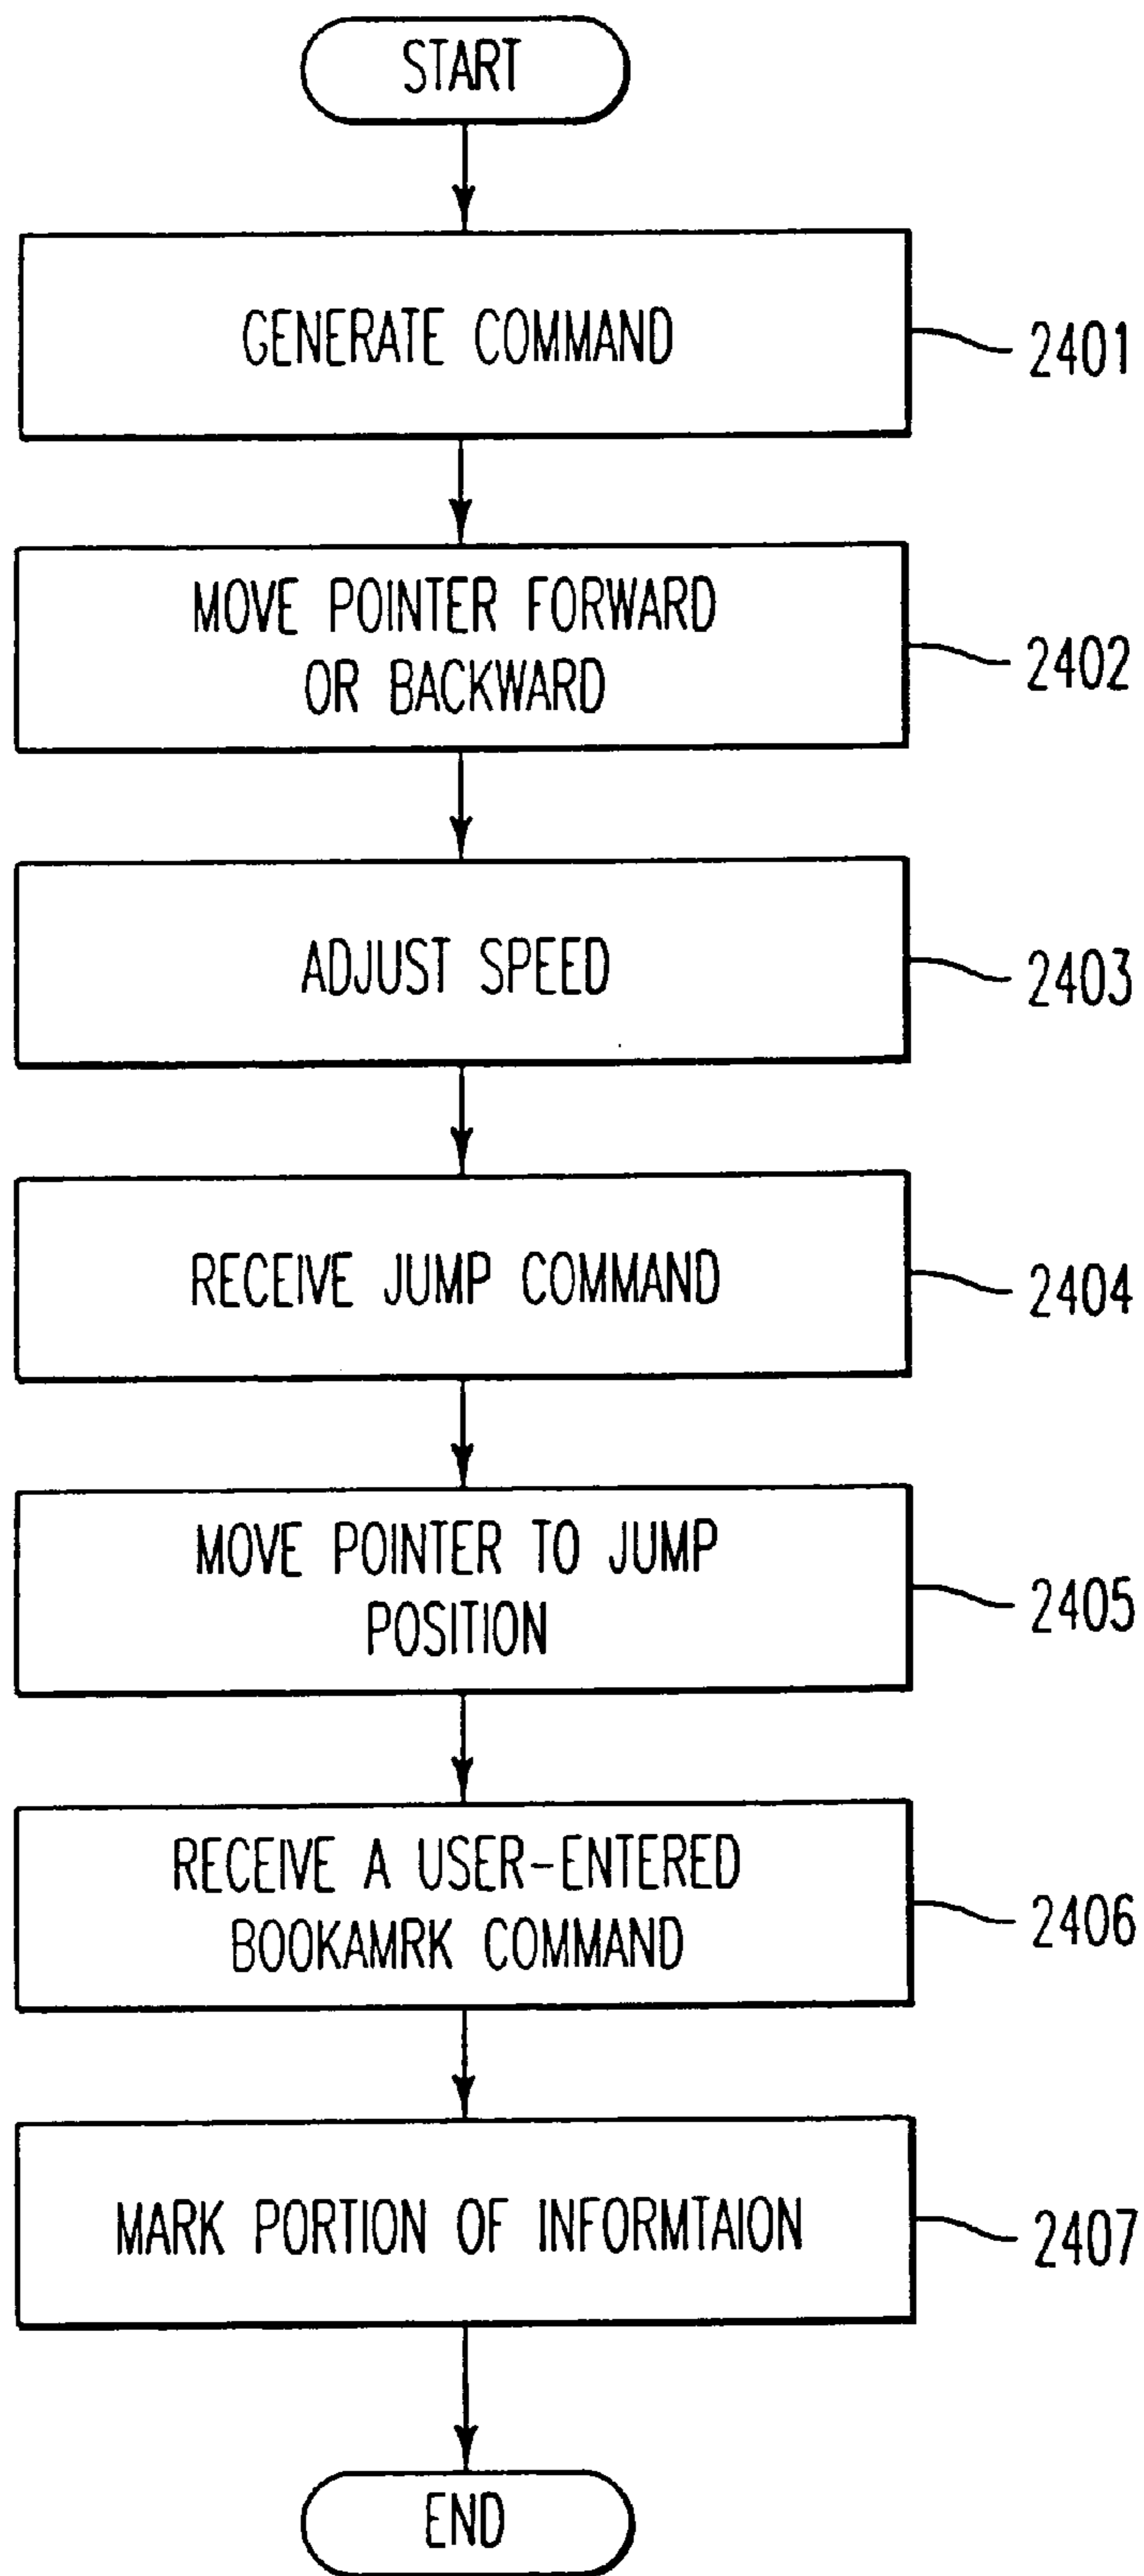 START
GENERATE COMMAND
2401
MOVE POINTER FORWARD
OR BACKWARD
2402
ADJUST SPEED
2403
RECEIVE JUMP COMMAND
2404
MOVE POINTER TO JUMP
POSITION
2405
RECEIVE A USER-ENTERED
BOOKAMRK COMMAND
2406
MARK PORTION OF INFORMTAION
2407
END